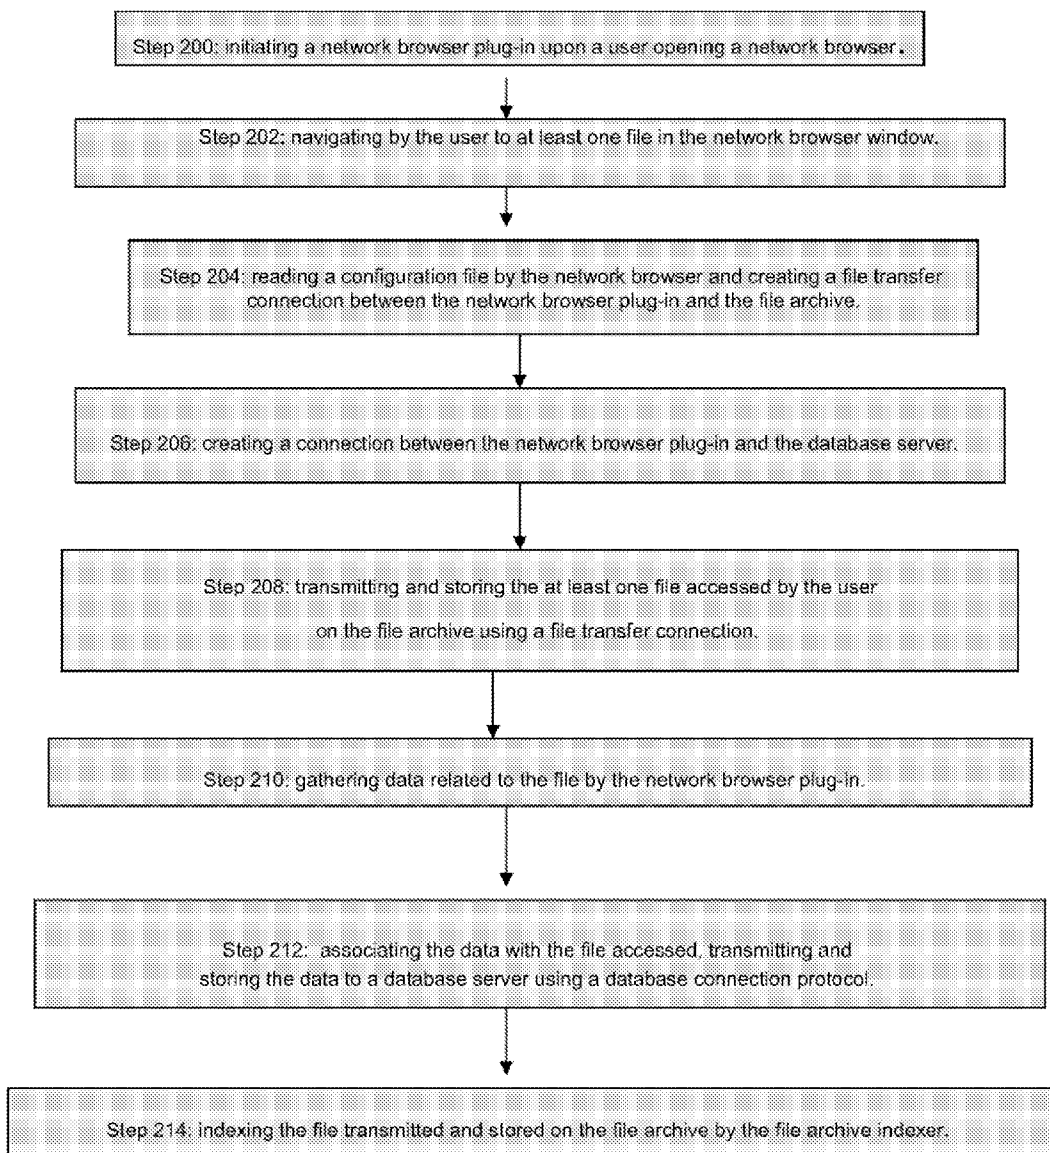 Step 200: initiating a network browser plug-in upon a user opening a network browser.
Step 202: navigating by the user to at least one file in the network browser window.
Step 204: reading a configuration file by the network browser and creating a file transfer
connection between the network browser plug-in and the file archive.
Step 206: creating a connection between the network browser plug-in and the database server.
Step 208: transmitting and storing the at least one file accessed by the user
on the file archive using a file transfer connection.
Step 210: gathering data related to the file by the network browser plug-in.
Step 212: associating the data with the file accessed, transmitting and
storing the data to a database server using a database connection protocol.
Step 214: indexing the file transmitted and stored on the file archive by the file archive indexer.